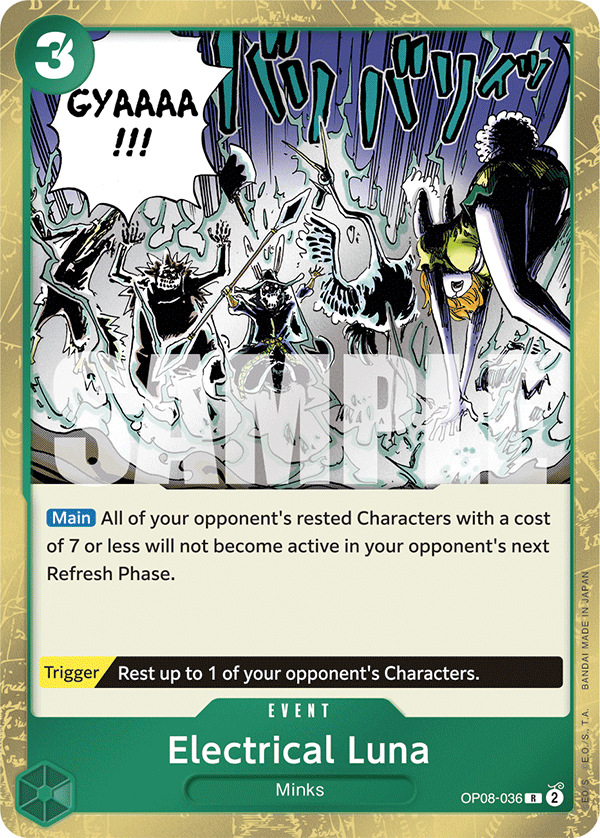 3
GYAAAA
!!!
バババリィッ
SAMPLE
Main All of your opponent's rested Characters with a cost
of 7 or less will not become active in your opponent's next
Refresh Phase.
Trigger Rest up to 1 of your opponent's Characters.
EVENT
Electrical Luna
Minks
OP08-036 R 2
BANDAI MADE IN JAPAN